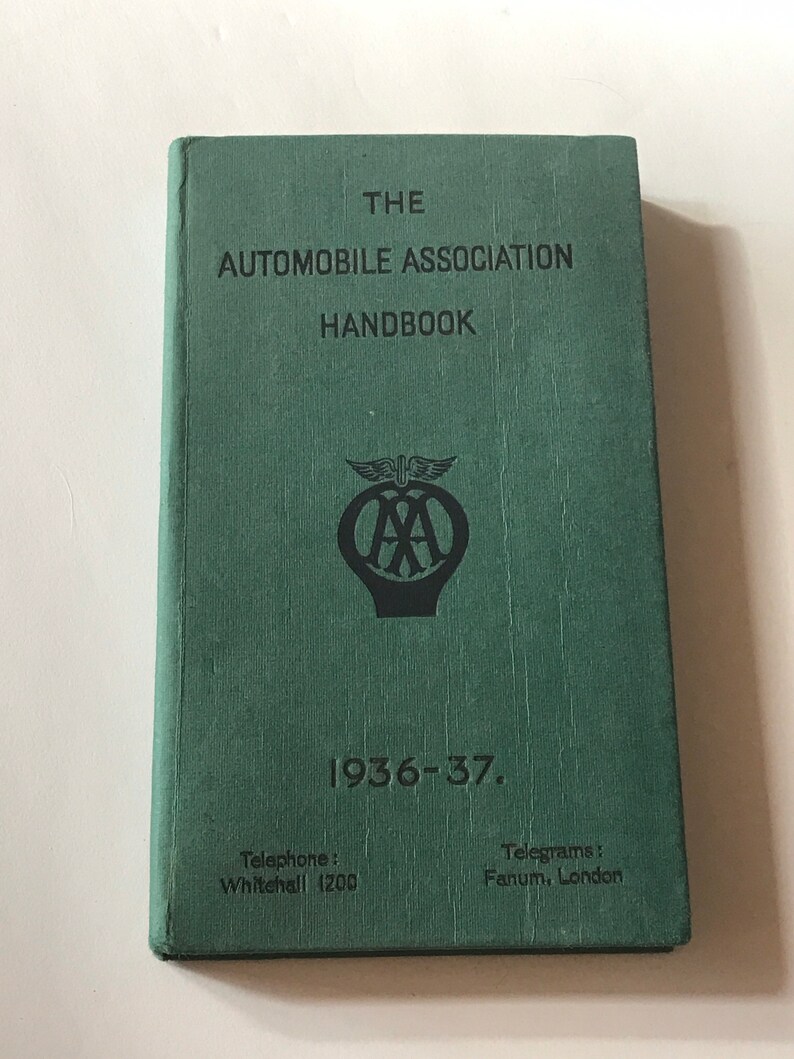 THE
AUTOMOBILE ASSOCIATION
HANDBOOK
AA
1936-37.
Telephone:
Whitehall 1200
Telegrams:
Fanum, London